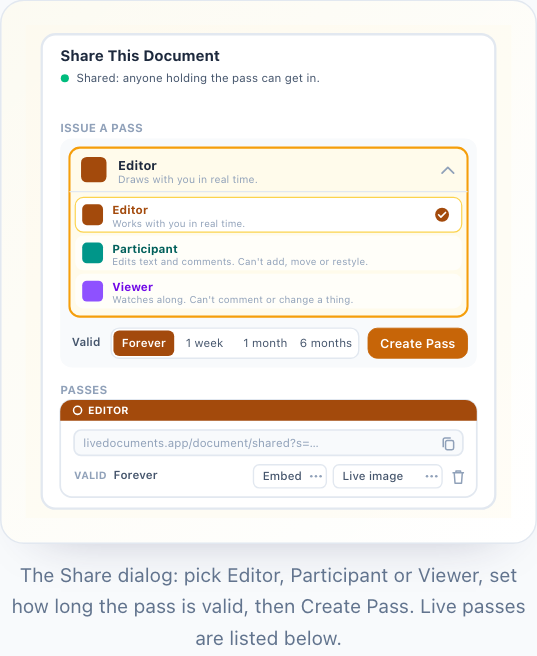 Share This Document
Shared: anyone holding the pass can get in.
ISSUE A PASS
Editor
Draws with you in real time.
Editor
Works with you in real time.
Participant
Edits text and comments. Can't add, move or restyle.
Viewer
Watches along. Can't comment or change a thing.
Valid Forever 1 week 1 month 6 months Create Pass
PASSES
EDITOR
livedocuments.app/document/shared?s=...
VALID Forever Embed ··· Live image ···
The Share dialog: pick Editor, Participant or Viewer, set
how long the pass is valid, then Create Pass. Live passes
are listed below.